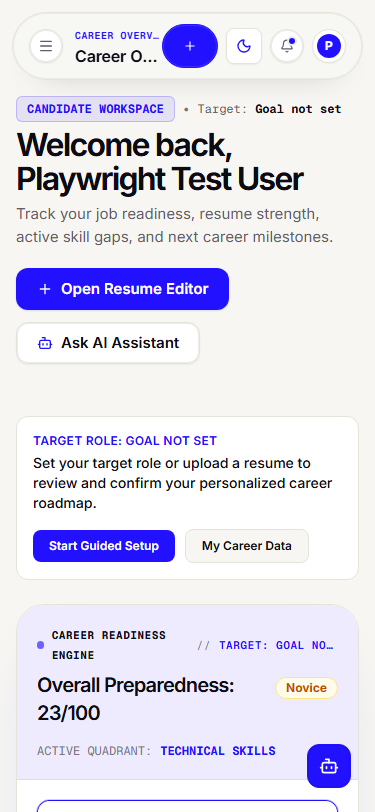 CAREER OVERV…
Career O…
P
CANDIDATE WORKSPACE • Target: Goal not set
Welcome back,
Playwright Test User
Track your job readiness, resume strength,
active skill gaps, and next career milestones.
Open Resume Editor
Ask AI Assistant
TARGET ROLE: GOAL NOT SET
Set your target role or upload a resume to
review and confirm your personalized career
roadmap.
Start Guided Setup
My Career Data
CAREER READINESS
ENGINE
// TARGET: GOAL NO…
Overall Preparedness:
23/100
Novice
ACTIVE QUADRANT: TECHNICAL SKILLS